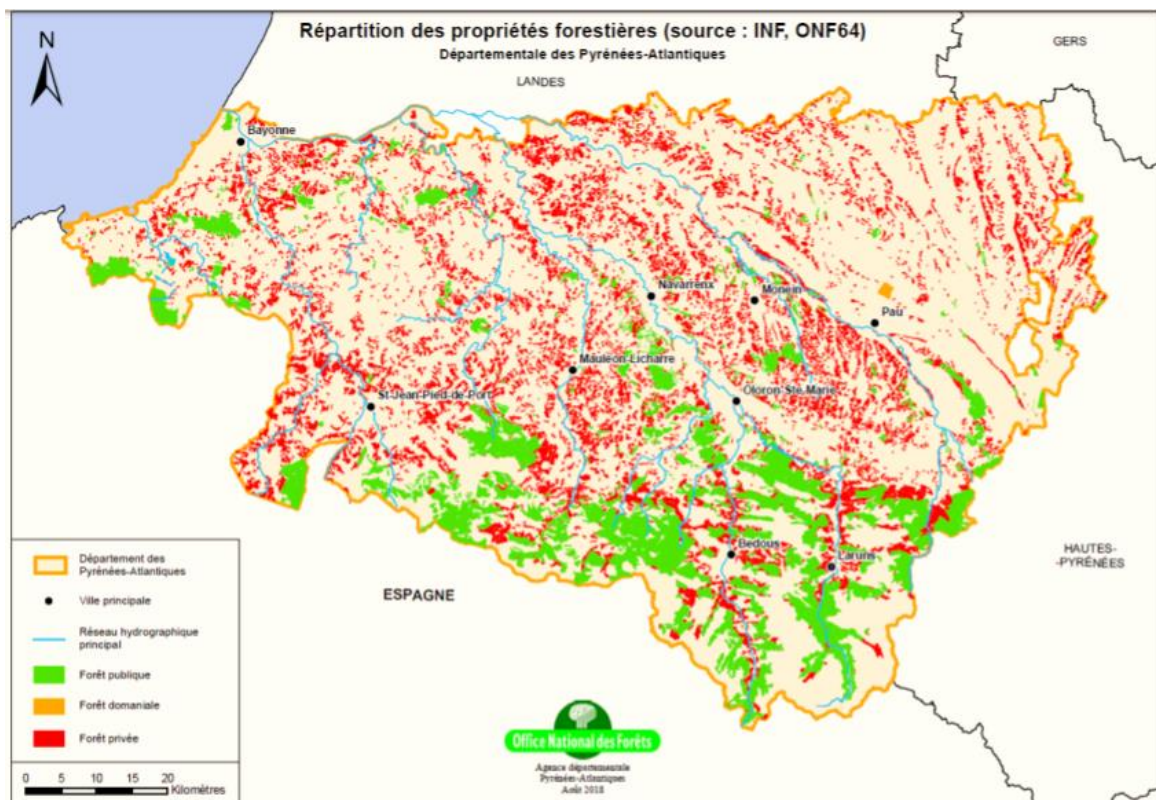 Répartition des propriétés forestières (source : INF, ONF64)
Départementale des Pyrénées-Atlantiques
N
GERS
LANDES
Bayonne
Navarrenx
Monein
Pau
Mauléon-Licharre
Oloron-Ste-Marie
St-Jean-Pied-de-Port
Bedous
Laruns
HAUTES-
-PYRÉNÉES
ESPAGNE
Département des
Pyrénées-Atlantiques
Ville principale
Réseau hydrographique
principal
Forêt publique
Forêt domaniale
Forêt privée
0 5 10 15 20
Kilomètres
Office National des Forêts
Agence départementale
Pyrénées-Atlantiques
Août 2018